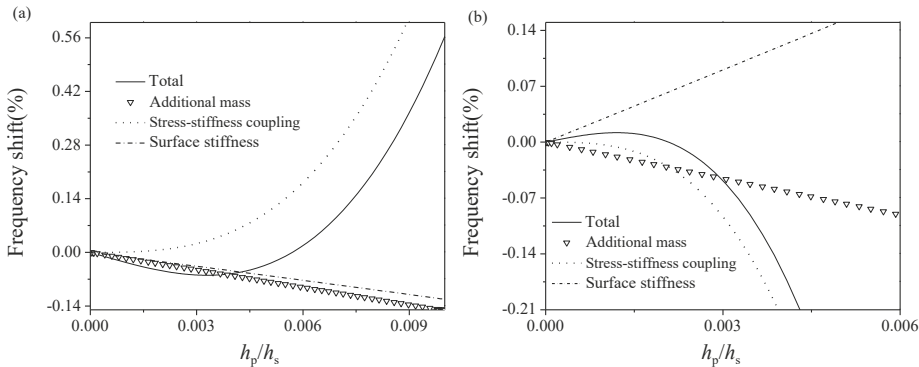 (a)
Frequency shift(%)
0.56
0.42
0.28
0.14
0.00
-0.14
Total
Additional mass
Stress-stiffness coupling
Surface stiffness
0.000
0.003
0.006
0.009
hp/hs
(b)
Frequency shift(%)
0.14
0.07
0.00
-0.07
-0.14
-0.21
Total
Additional mass
Stress-stiffness coupling
Surface stiffness
0.000
0.003
0.006
hp/hs